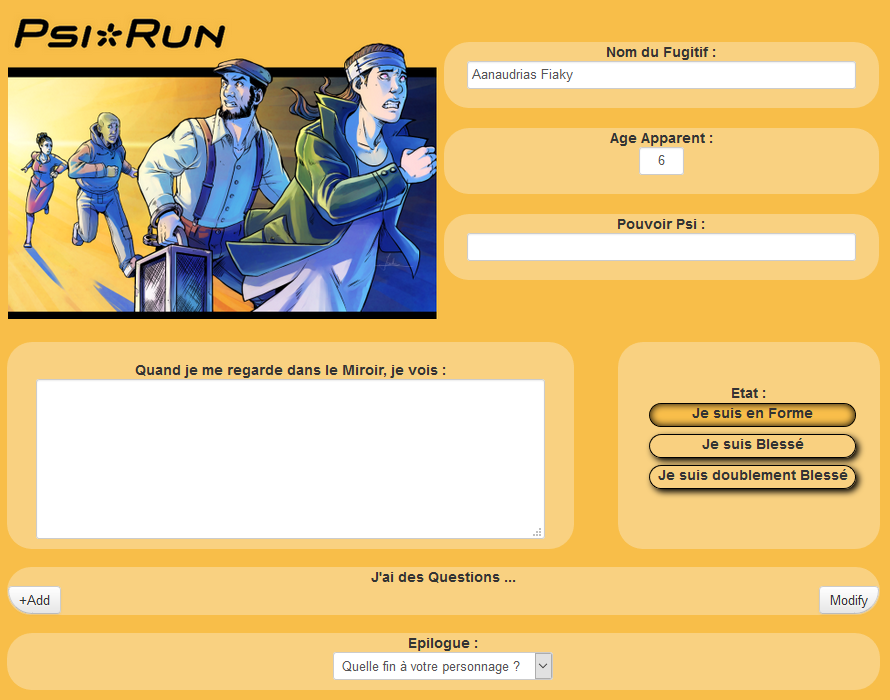 Psi*Run
Nom du Fugitif :
Aanaudrias Fiaky
Age Apparent :
6
Pouvoir Psi :
Quand je me regarde dans le Miroir, je vois :
Etat :
Je suis en Forme
Je suis Blessé
Je suis doublement Blessé
J'ai des Questions ...
+Add
Modify
Epilogue :
Quelle fin à votre personnage ?